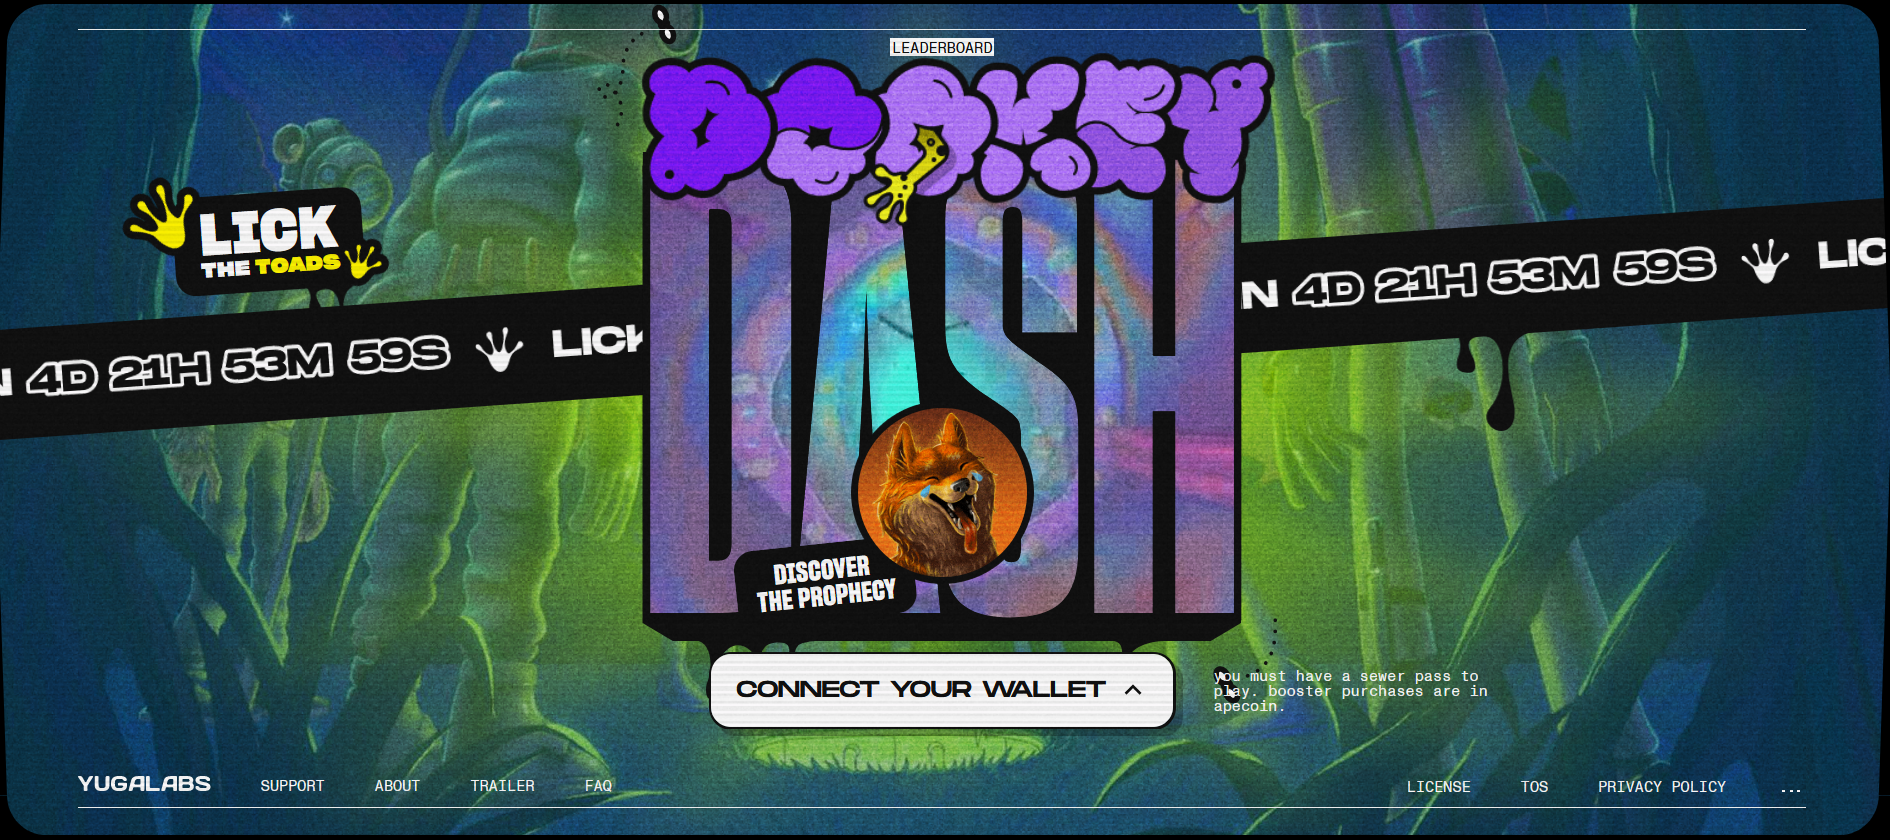 LEADERBOARD
DOOKEY
DASH
LICK
THE TOADS
N 4D 21H 53M 59S LICK
N 4D 21H 53M 59S LIC
DISCOVER
THE PROPHECY
CONNECT YOUR WALLET
you must have a sewer pass to
play. booster purchases are in
apecoin.
YUGALABS SUPPORT ABOUT TRAILER FAQ
LICENSE TOS PRIVACY POLICY ...